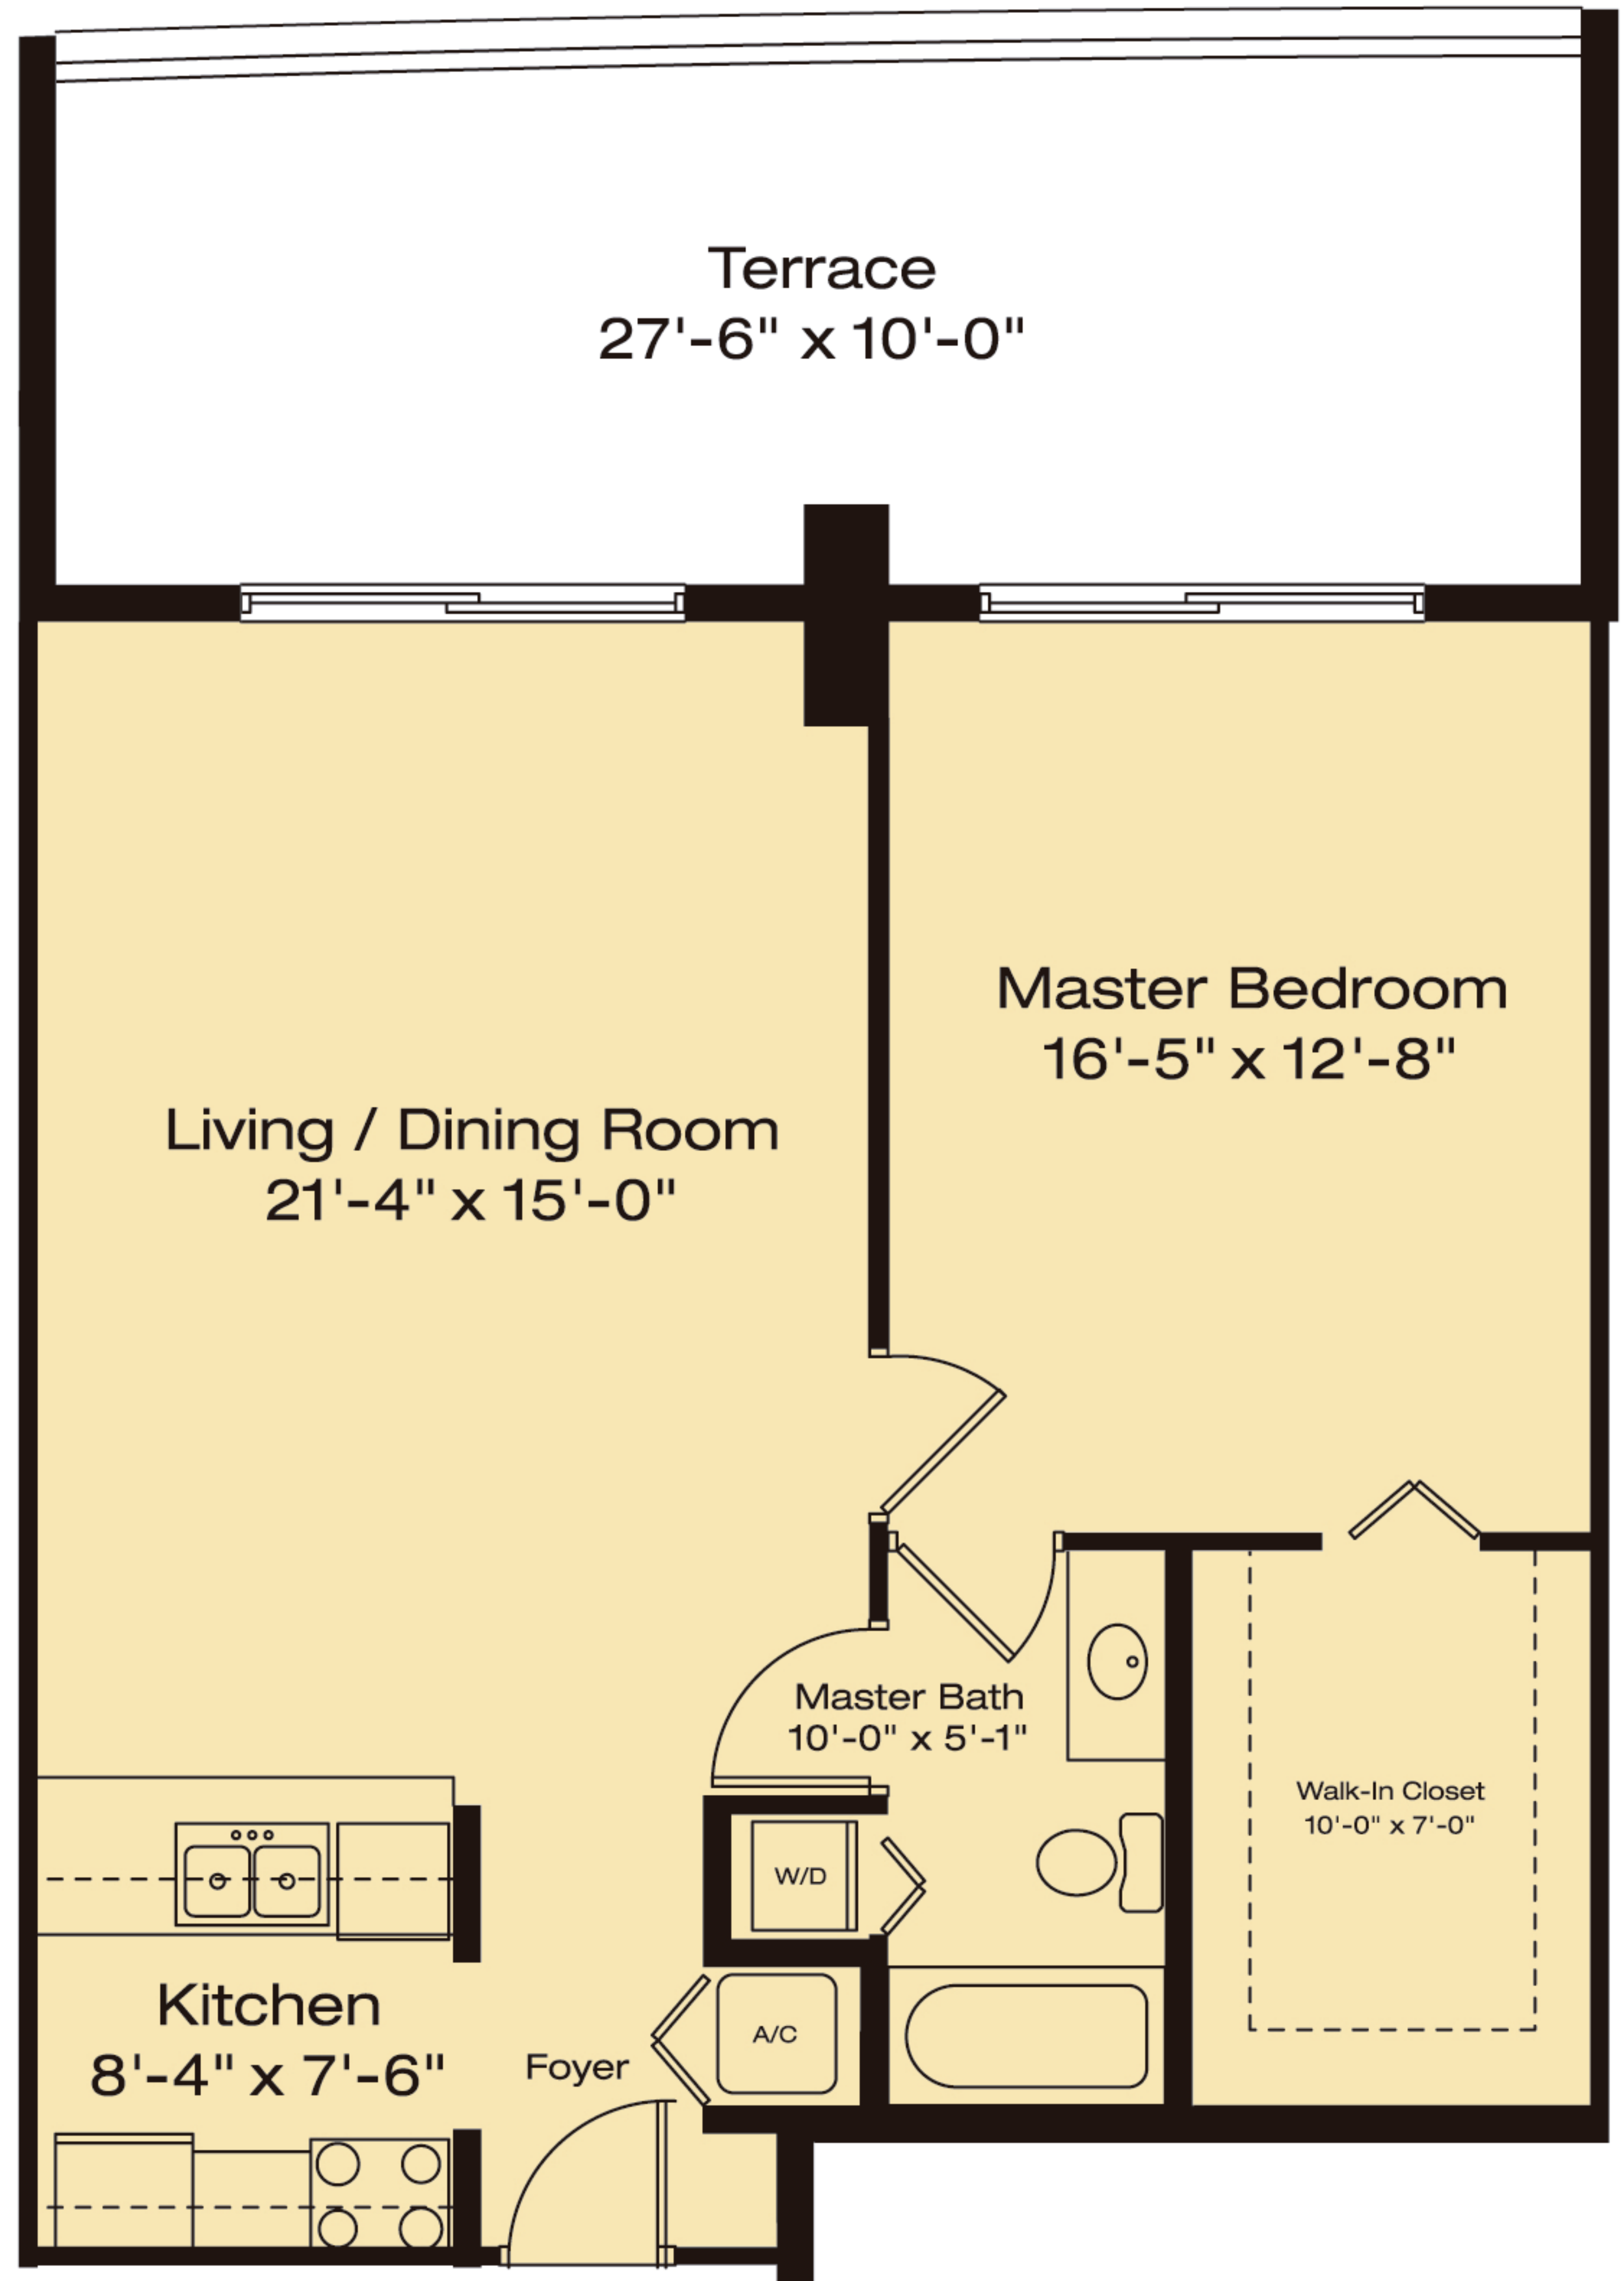 Terrace
27'-6" x 10'-0"
Master Bedroom
16'-5" x 12'-8"
Living / Dining Room
21'-4" x 15'-0"
Master Bath
10'-0" x 5'-1"
Walk-In Closet
10'-0" x 7'-0"
W/D
Kitchen
8'-4" x 7'-6"
Foyer
A/C